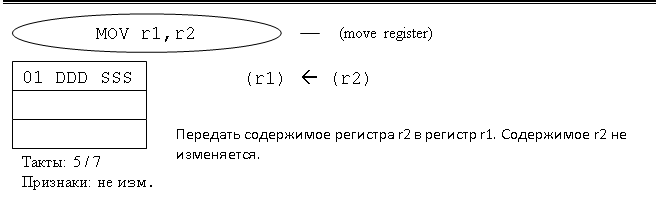 MOV r1,r2 — (move register)
01 DDD SSS
(r1) ← (r2)
Передать содержимое регистра r2 в регистр r1. Содержимое r2 не
изменяется.
Такты: 5 / 7
Признаки: не изм.